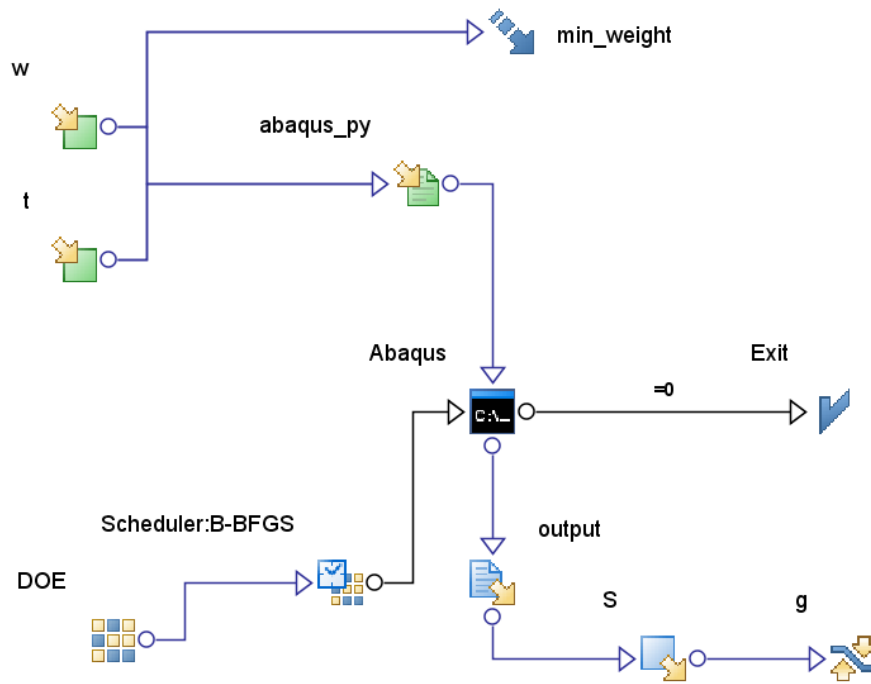 min_weight
w
abaqus_py
t
Abaqus
Exit
=0
C:\_
Scheduler:B-BFGS
output
DOE
S
g